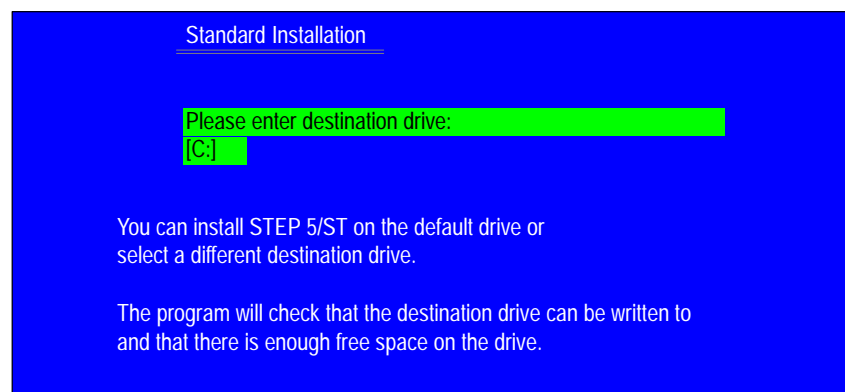 Standard Installation
Please enter destination drive:
[C:]
You can install STEP 5/ST on the default drive or
select a different destination drive.
The program will check that the destination drive can be written to
and that there is enough free space on the drive.